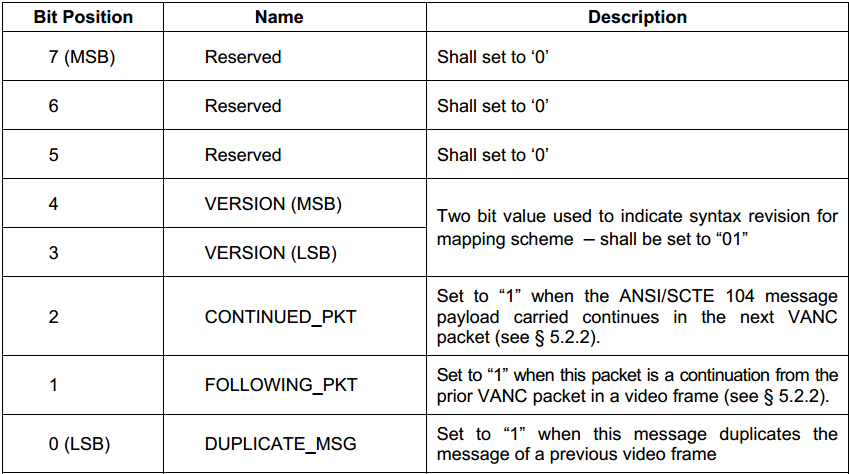 Bit Position Name Description
7 (MSB) Reserved Shall set to ‘0’
6 Reserved Shall set to ‘0’
5 Reserved Shall set to ‘0’
4 VERSION (MSB)
Two bit value used to indicate syntax revision for
mapping scheme – shall be set to “01”
3 VERSION (LSB)
Set to “1” when the ANSI/SCTE 104 message
2 CONTINUED_PKT payload carried continues in the next VANC
packet (see § 5.2.2).
1 FOLLOWING_PKT Set to “1” when this packet is a continuation from the
prior VANC packet in a video frame (see § 5.2.2).
0 (LSB) DUPLICATE_MSG Set to “1” when this message duplicates the
message of a previous video frame